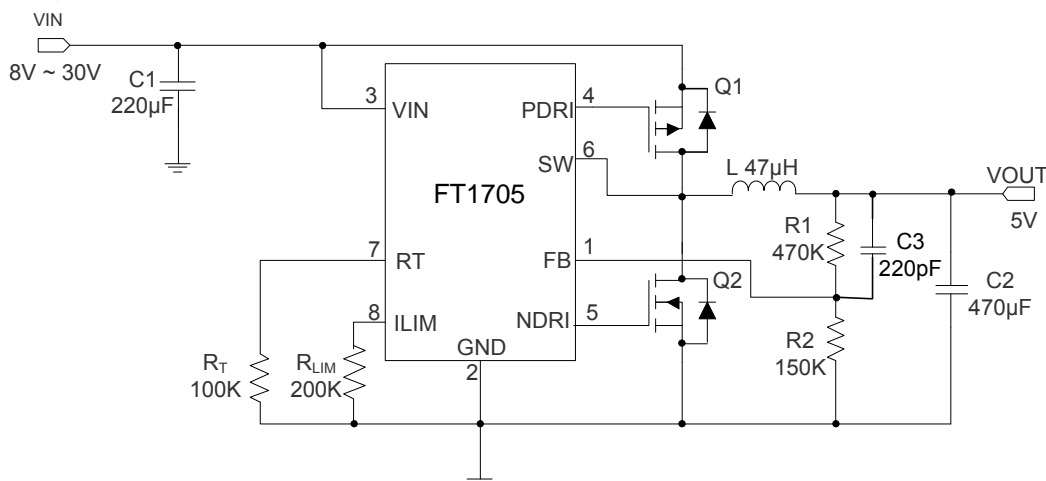 VIN
8V ~ 30V
C1
220µF
3
VIN
PDRI
4
Q1
SW
6
FT1705
L 47µH
VOUT
5V
R1
470K
C3
220pF
C2
470µF
7
RT
FB
1
8
ILIM
NDRI
5
Q2
GND
2
RT
100K
RLIM
200K
R2
150K